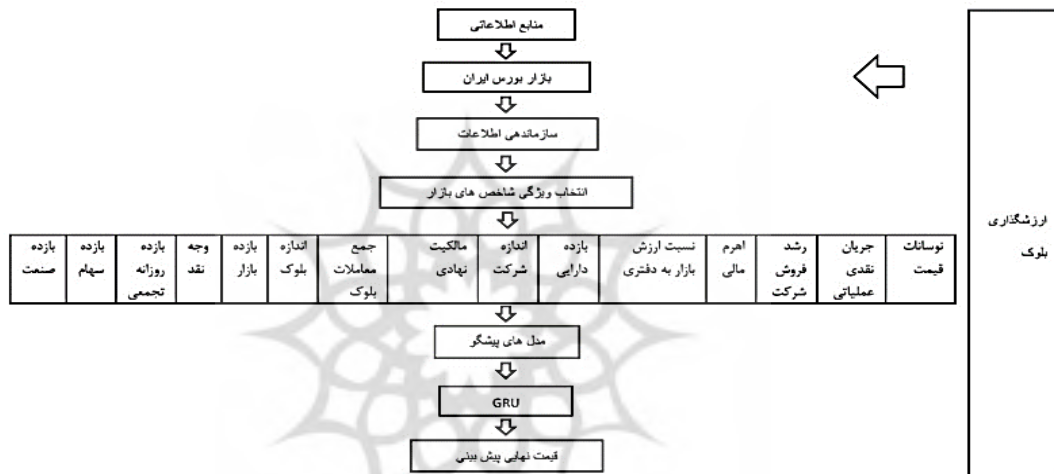 منابع اطلاعاتی
بازار بورس ایران
سازماندهی اطلاعات
انتخاب ویژگی شاخص های بازار
نوسانات
قیمت
جریان
نقدی
عملیاتی
رشد
فروش
شرکت
اهرم
مالی
نسبت ارزش
بازار به دفتری
بازده
دارایی
اندازه
شرکت
مالکیت
نهادی
جمع
معاملات
بلوک
اندازه
بلوک
بازده
بازار
وجه
نقد
بازده
روزانه
تجمعی
بازده
سهام
بازده
صنعت
مدل های پیشگو
GRU
قیمت نهایی پیش بینی
ارزشگذاری
بلوک